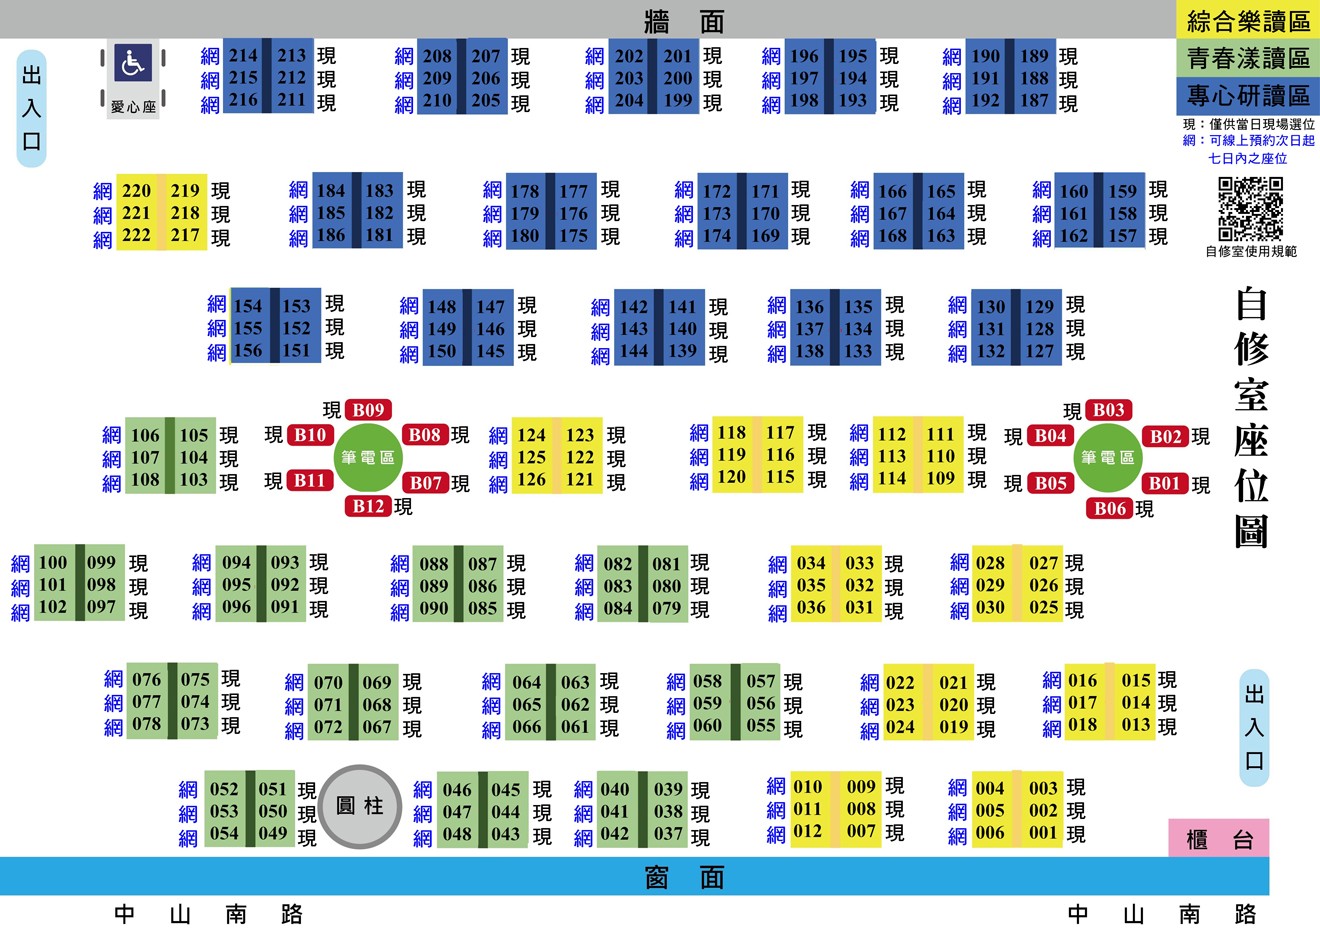 牆 面
綜合樂讀區
青春漾讀區
專心研讀區
現：僅供當日現場選位
網：可線上預約次日起
七日內之座位
自修室使用規範
自修室座位圖
出入口
愛心座
網 214 213 現
網 215 212 現
網 216 211 現
網 208 207 現
網 209 206 現
網 210 205 現
網 202 201 現
網 203 200 現
網 204 199 現
網 196 195 現
網 197 194 現
網 198 193 現
網 190 189 現
網 191 188 現
網 192 187 現
網 220 219 現
網 221 218 現
網 222 217 現
網 184 183 現
網 185 182 現
網 186 181 現
網 178 177 現
網 179 176 現
網 180 175 現
網 172 171 現
網 173 170 現
網 174 169 現
網 166 165 現
網 167 164 現
網 168 163 現
網 160 159 現
網 161 158 現
網 162 157 現
網 154 153 現
網 155 152 現
網 156 151 現
網 148 147 現
網 149 146 現
網 150 145 現
網 142 141 現
網 143 140 現
網 144 139 現
網 136 135 現
網 137 134 現
網 138 133 現
網 130 129 現
網 131 128 現
網 132 127 現
網 106 105 現
網 107 104 現
網 108 103 現
現 B09
現 B10
B08 現
筆電區
現 B11
B07 現
B12 現
網 124 123 現
網 125 122 現
網 126 121 現
網 118 117 現
網 119 116 現
網 120 115 現
網 112 111 現
網 113 110 現
網 114 109 現
現 B03
現 B04
B02 現
筆電區
現 B05
B01 現
B06 現
網 100 099 現
網 101 098 現
網 102 097 現
網 094 093 現
網 095 092 現
網 096 091 現
網 088 087 現
網 089 086 現
網 090 085 現
網 082 081 現
網 083 080 現
網 084 079 現
網 034 033 現
網 035 032 現
網 036 031 現
網 028 027 現
網 029 026 現
網 030 025 現
網 076 075 現
網 077 074 現
網 078 073 現
網 070 069 現
網 071 068 現
網 072 067 現
網 064 063 現
網 065 062 現
網 066 061 現
網 058 057 現
網 059 056 現
網 060 055 現
網 022 021 現
網 023 020 現
網 024 019 現
網 016 015 現
網 017 014 現
網 018 013 現
出入口
網 052 051 現
網 053 050 現
網 054 049 現
圓 柱
網 046 045 現
網 047 044 現
網 048 043 現
網 040 039 現
網 041 038 現
網 042 037 現
網 010 009 現
網 011 008 現
網 012 007 現
網 004 003 現
網 005 002 現
網 006 001 現
櫃 台
窗 面
中 山 南 路
中 山 南 路